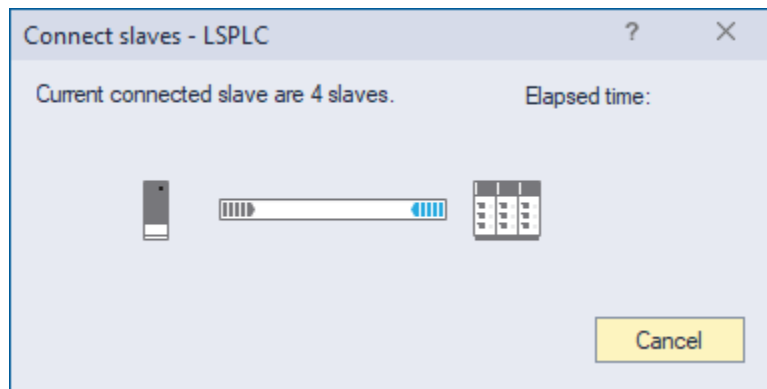 Connect slaves - LSPLC ?
Current connected slave are 4 slaves. Elapsed time:
Cancel